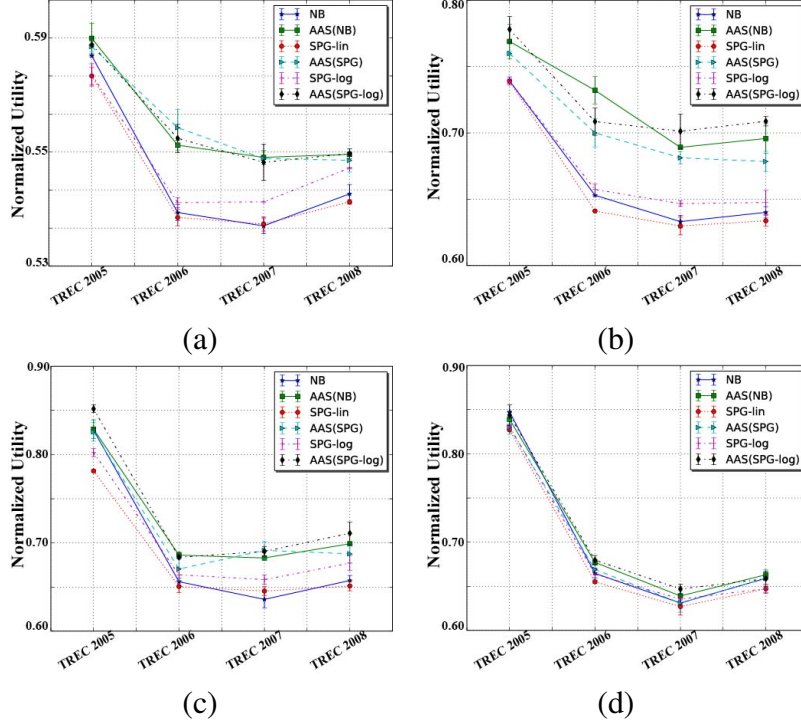 0.59
0.55
0.53
Normalized Utility
NB
AAS(NB)
SPG-lin
AAS(SPG)
SPG-log
AAS(SPG-log)
TREC 2005
TREC 2006
TREC 2007
TREC 2008
(a)
0.80
0.70
0.60
Normalized Utility
NB
AAS(NB)
SPG-lin
AAS(SPG)
SPG-log
AAS(SPG-log)
TREC 2005
TREC 2006
TREC 2007
TREC 2008
(b)
0.90
0.80
0.70
0.60
Normalized Utility
NB
AAS(NB)
SPG-lin
AAS(SPG)
SPG-log
AAS(SPG-log)
TREC 2005
TREC 2006
TREC 2007
TREC 2008
(c)
0.90
0.80
0.70
0.60
Normalized Utility
NB
AAS(NB)
SPG-lin
AAS(SPG)
SPG-log
AAS(SPG-log)
TREC 2005
TREC 2006
TREC 2007
TREC 2008
(d)